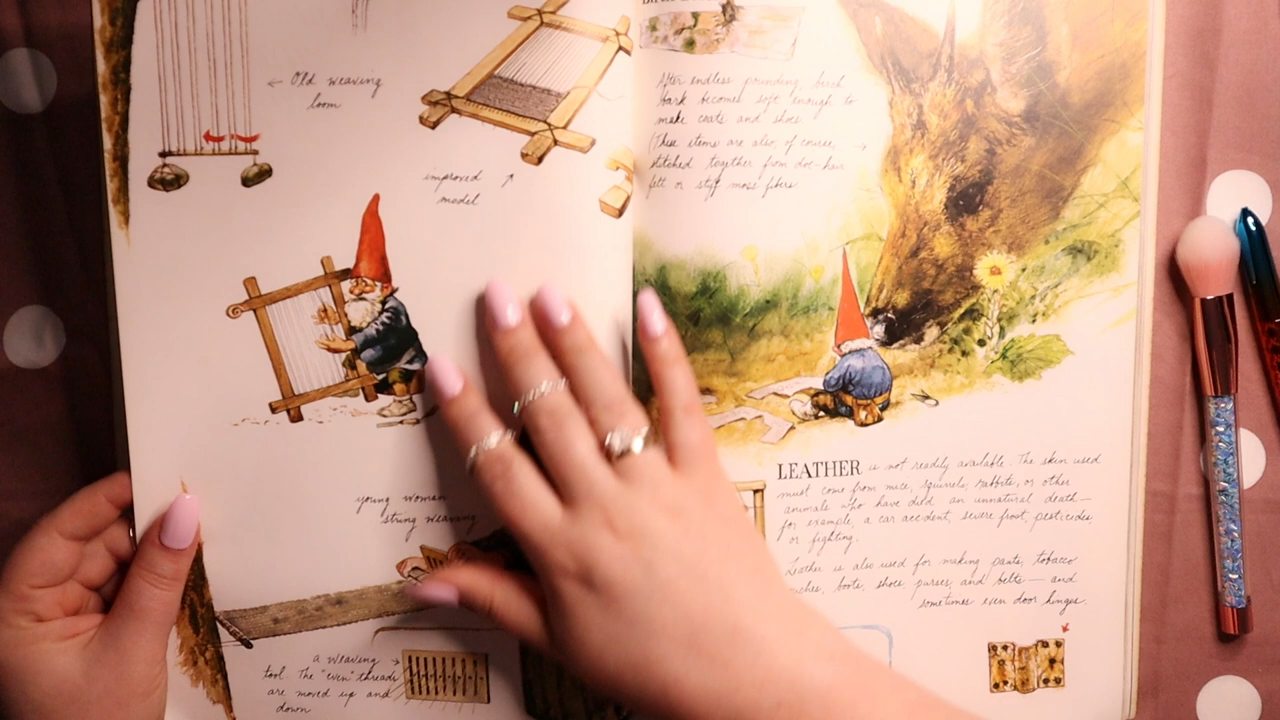 ← Old weaving
loom
improved
model
young woman
string weaving
a weaving
tool. The "even" threads
are moved up and
down
After endless pounding, birch
bark becomes soft enough to
make coats and shoes
(These items are also, of course,
stitched together from doe-hair
felt or stiff moss fibers
LEATHER is not readily available. The skin used
must come from mice, squirrels, rabbits, or other
animals who have died an unnatural death—
for example, a car accident, severe frost, pesticides,
or fighting.
Leather is also used for making pants, tobacco
boots, shoes, purses, and belts — and
sometimes even door hinges.